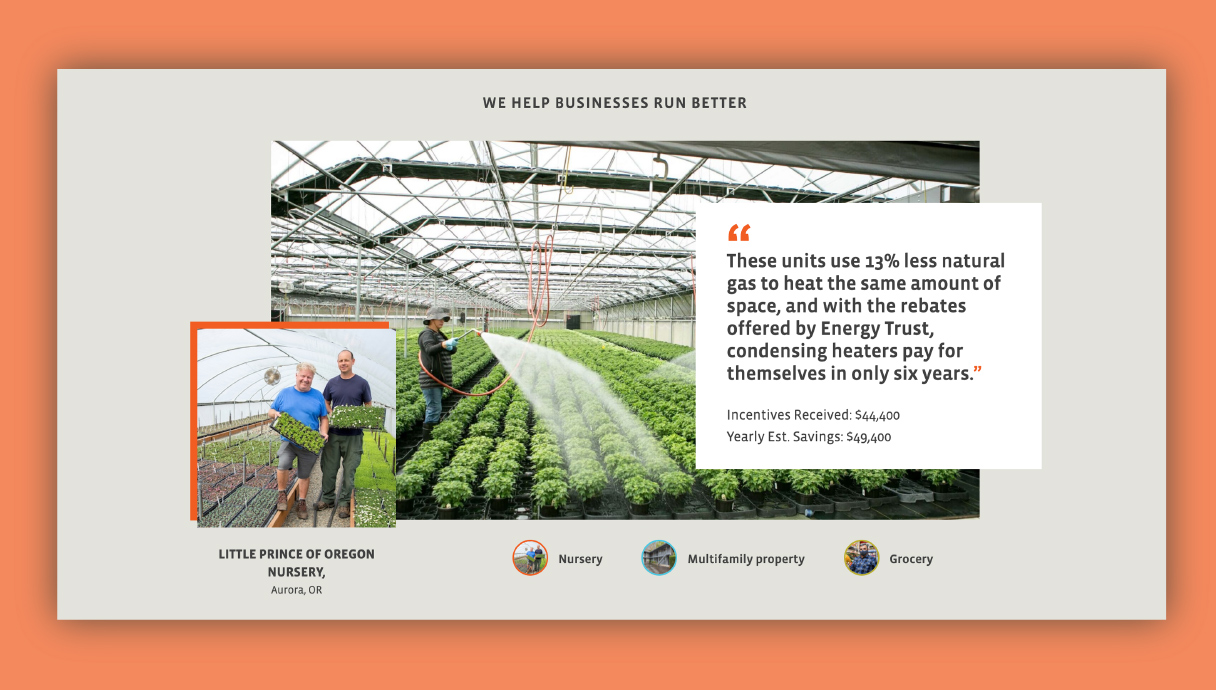 WE HELP BUSINESSES RUN BETTER
“
These units use 13% less natural
gas to heat the same amount of
space, and with the rebates
offered by Energy Trust,
condensing heaters pay for
themselves in only six years.”
Incentives Received: $44,400
Yearly Est. Savings: $49,400
LITTLE PRINCE OF OREGON
NURSERY,
Aurora, OR
Nursery
Multifamily property
Grocery